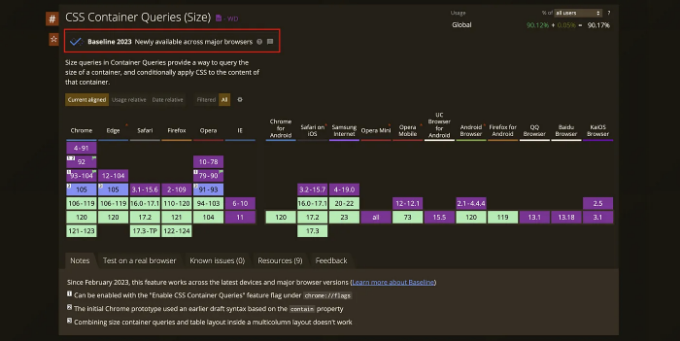 # CSS Container Queries (Size) WD
Usage % of all users ?
Global 90.12% + 0.05% = 90.17%
Baseline 2023 Newly available across major browsers
Size queries in Container Queries provide a way to query
the size of a container, and conditionally apply CSS to the content of
that container.
Current aligned Usage relative Date relative Filtered All
Chrome Edge Safari Firefox Opera IE Chrome for Android Safari on iOS Samsung Internet Opera Mini Opera Mobile UC Browser for Android Android Browser Firefox for Android QQ Browser Baidu Browser KaiOS Browser
4-91
92 10-78
93-104 12-104 79-90
105 105 3.1-15.6 2-109 91-93 3.2-15.7 4-19.0
106-119 106-119 16.0-17.1 110-120 94-103 6-10 16.0-17.1 20-22 12-12.1 2.1-4.4.4 2.5
120 120 17.2 121 104 11 120 17.2 23 all 73 15.5 120 119 13.1 13.18 3.1
121-123 17.3-TP 122-124 17.3
Notes Test on a real browser Known issues (0) Resources (9) Feedback
Since February 2023, this feature works across the latest devices and major browser versions (Learn more about Baseline)
1 Can be enabled with the "Enable CSS Container Queries" feature flag under chrome://flags
2 The initial Chrome prototype used an earlier draft syntax based on the contain property
3 Combining size container queries and table layout inside a multicolumn layout doesn't work